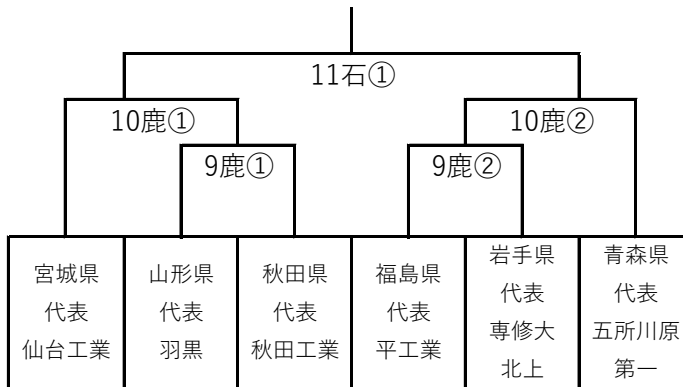 11石①
10鹿①
10鹿②
9鹿①
9鹿②
宮城県
代表
仙台工業
山形県
代表
羽黒
秋田県
代表
秋田工業
福島県
代表
平工業
岩手県
代表
専修大
北上
青森県
代表
五所川原
第一